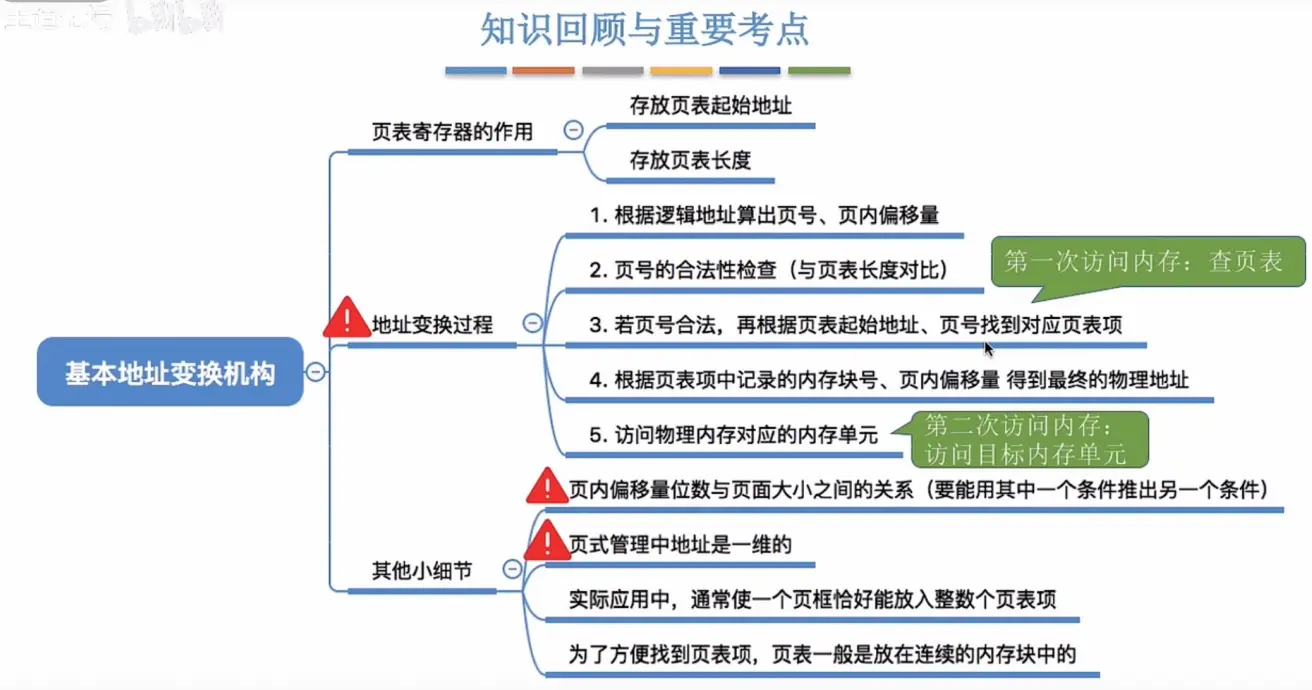 知识回顾与重要考点
存放页表起始地址
页表寄存器的作用
存放页表长度
1. 根据逻辑地址算出页号、页内偏移量
2. 页号的合法性检查（与页表长度对比）
第一次访问内存：查页表
地址变换过程
3. 若页号合法，再根据页表起始地址、页号找到对应页表项
基本地址变换机构
4. 根据页表项中记录的内存块号、页内偏移量 得到最终的物理地址
5. 访问物理内存对应的内存单元
第二次访问内存：
访问目标内存单元
页内偏移量位数与页面大小之间的关系（要能用其中一个条件推出另一个条件）
页式管理中地址是一维的
其他小细节
实际应用中，通常使一个页框恰好能放入整数个页表项
为了方便找到页表项，页表一般是放在连续的内存块中的